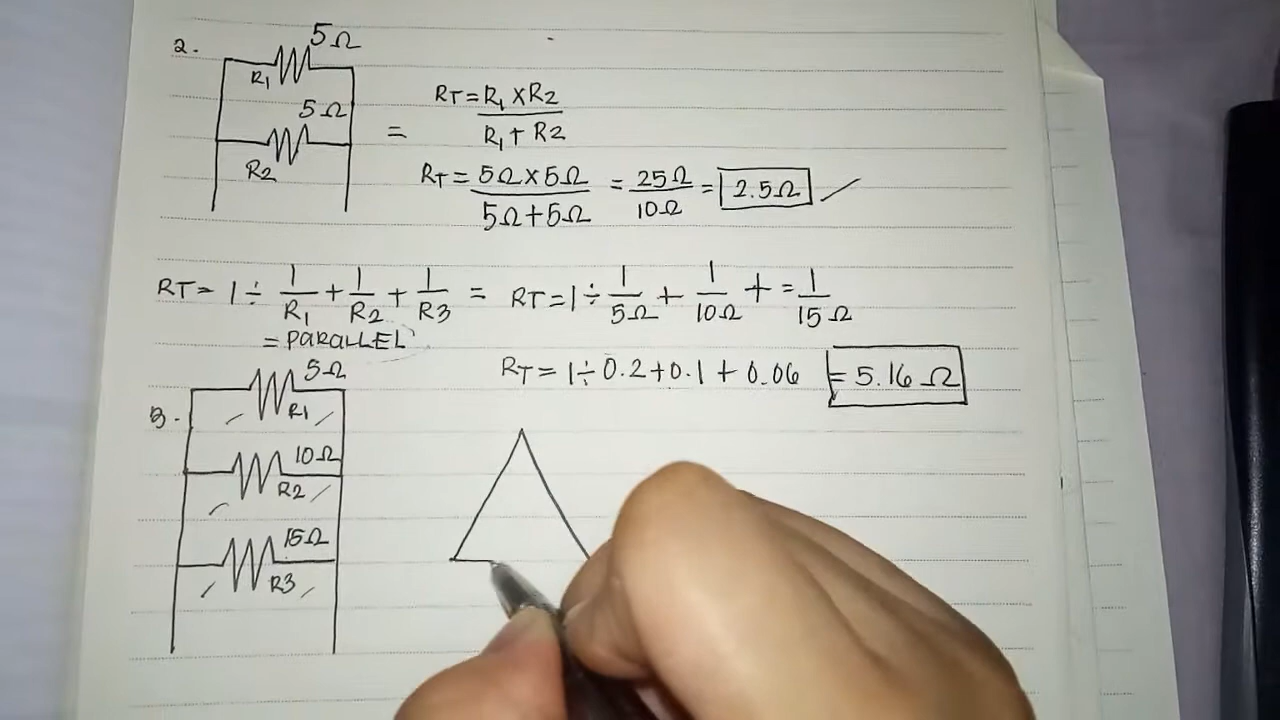 2.
5Ω
R1
5Ω
R2
=
RT = R1 × R2
R1 + R2
RT = 5Ω × 5Ω = 25Ω = 2.5Ω
5Ω + 5Ω 10Ω
RT = 1 ÷ 1 + 1 + 1 = RT = 1 ÷ 1 + 1 + = 1
R1 R2 R3 5Ω 10Ω 15Ω
= PARALLEL
RT = 1 ÷ 0.2 + 0.1 + 0.06 = 5.16 Ω
3.
5Ω
R1
10Ω
R2
15Ω
R3